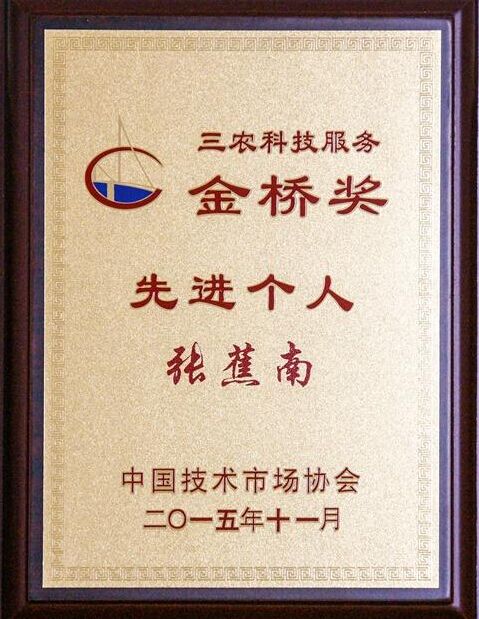 三农科技服务
金桥奖
先进个人
张蕉南
中国技术市场协会
二〇一五年十一月